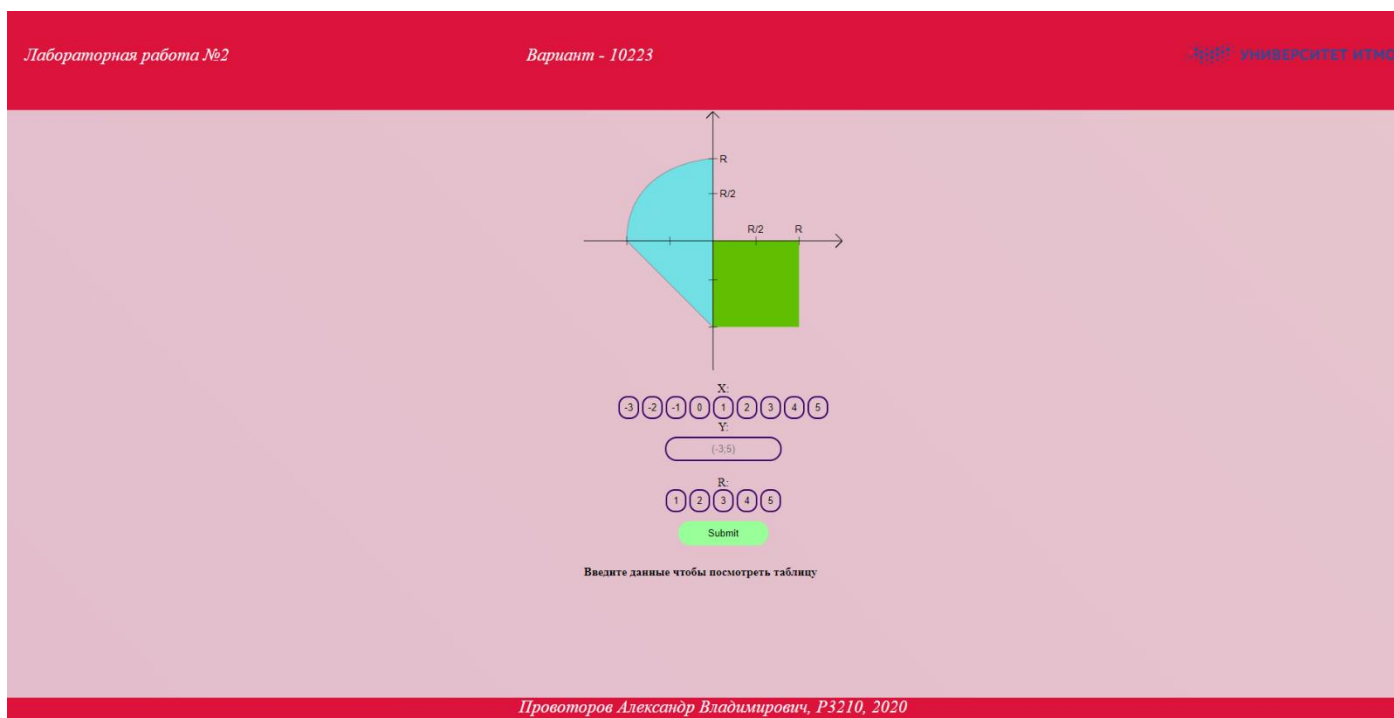 Лабораторная работа №2
Вариант - 10223
УНИВЕРСИТЕТ ИТМО
R
R/2
R/2 R
X:
-3 -2 -1 0 1 2 3 4 5
Y:
(-3;5)
R:
1 2 3 4 5
Submit
Введите данные чтобы посмотреть таблицу
Провоторов Александр Владимирович, P3210, 2020